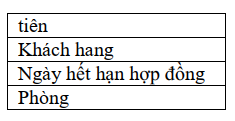 tiên
Khách hang
Ngày hết hạn hợp đồng
Phòng